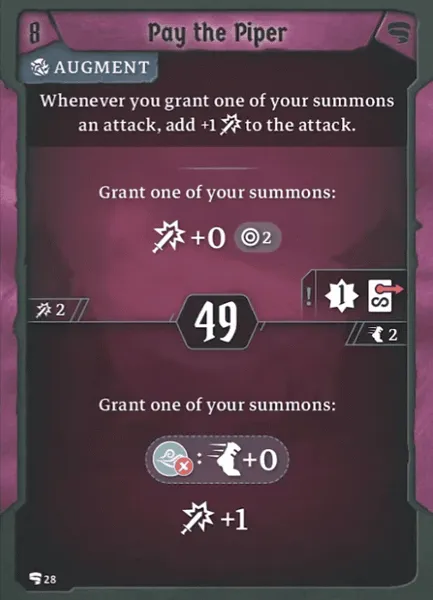 8 Pay the Piper
AUGMENT
Whenever you grant one of your summons
an attack, add +1 to the attack.
Grant one of your summons:
+0 2
! 1
2
49
2
Grant one of your summons:
: +0
+1
28